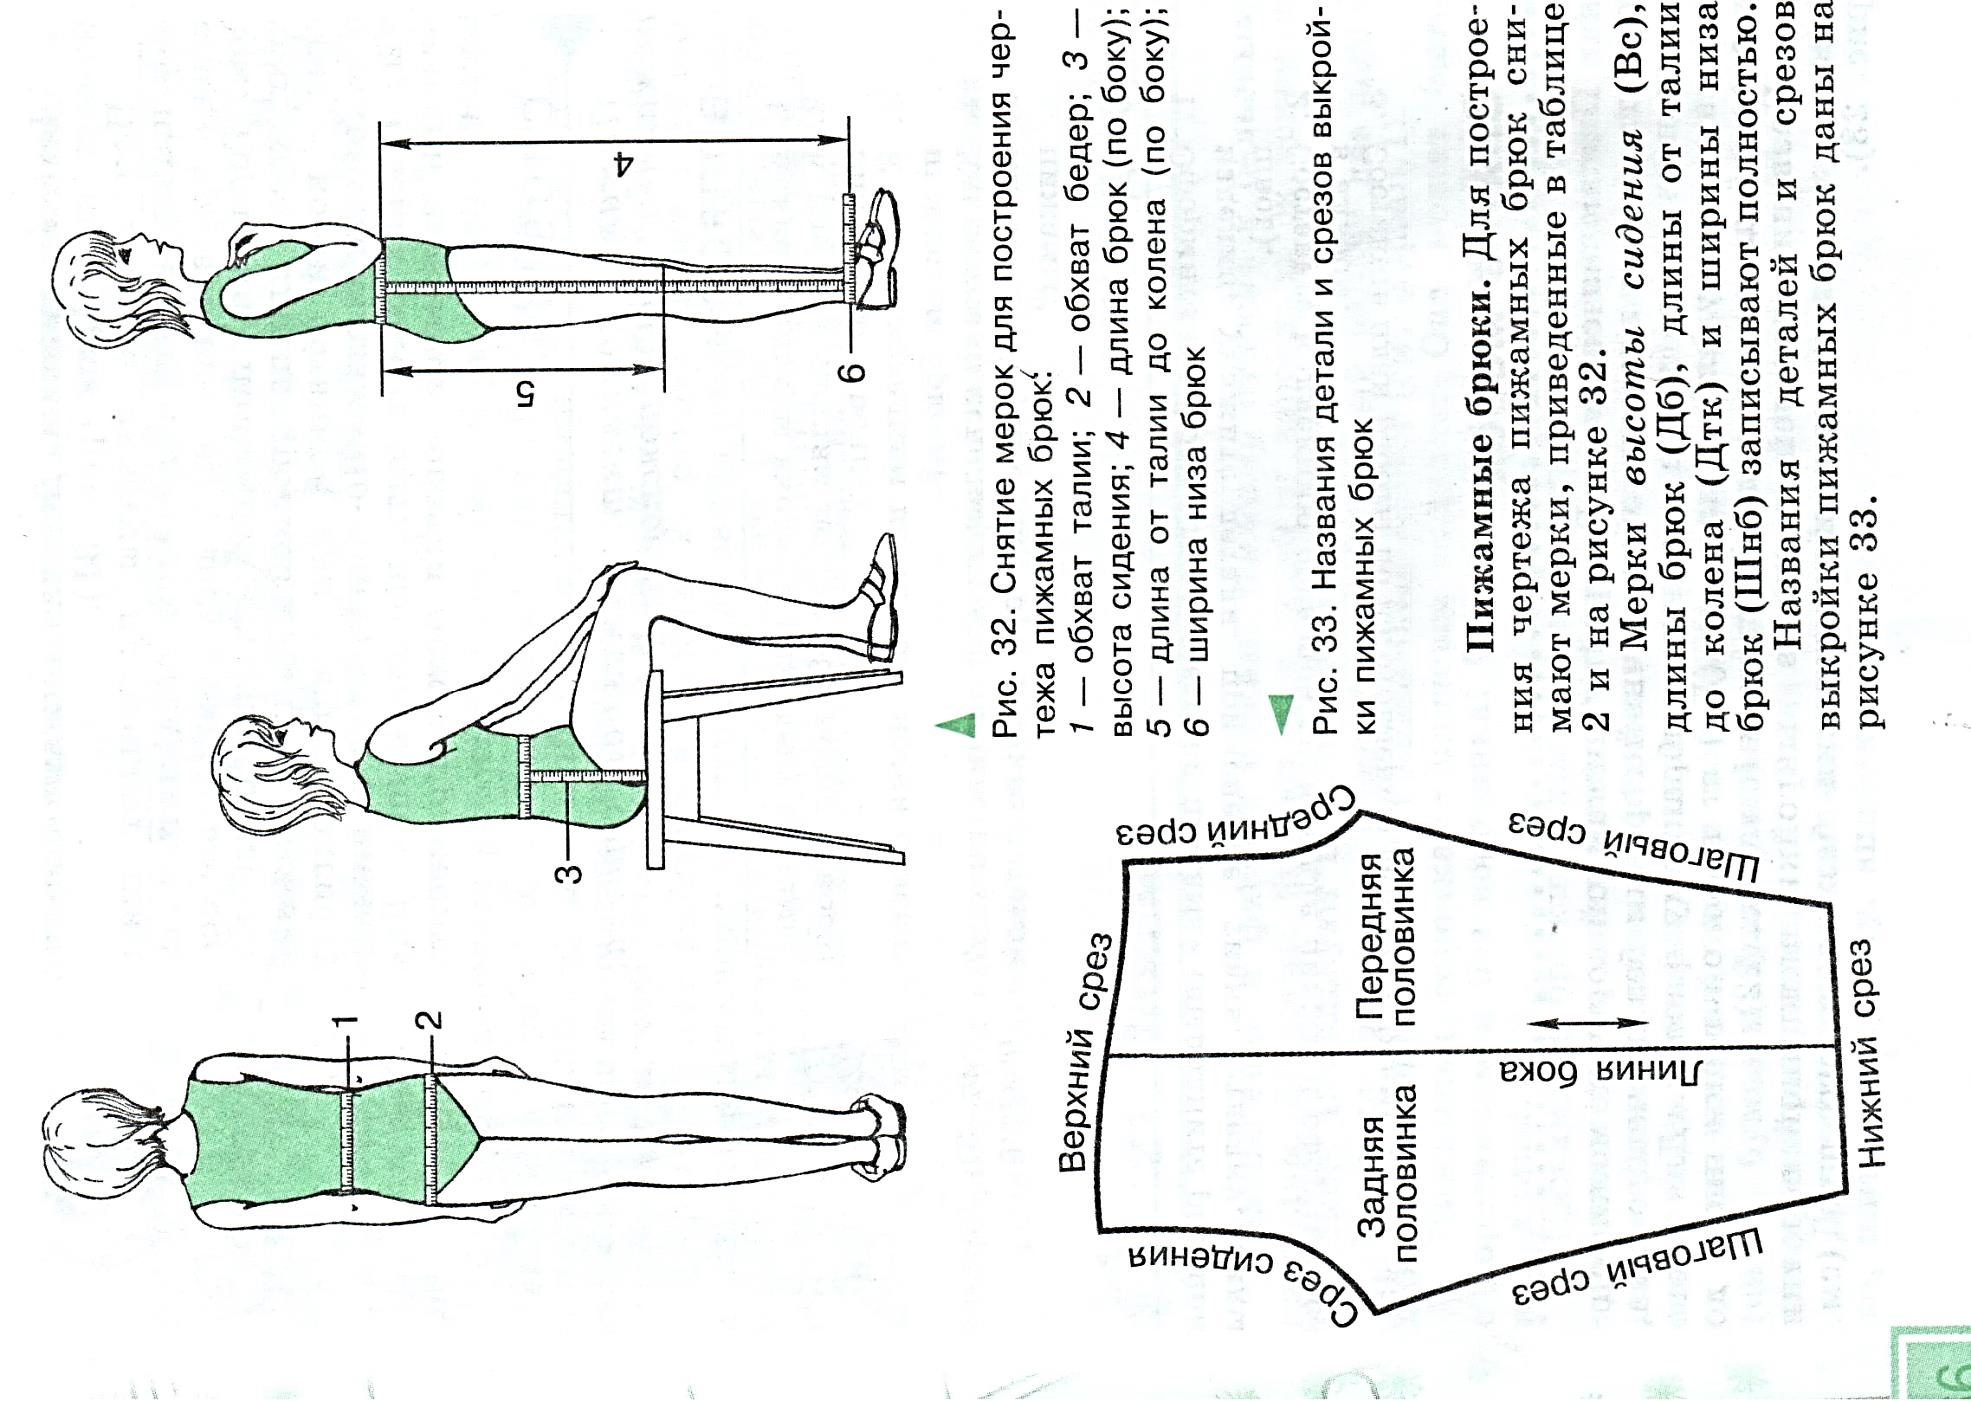 1
2
3
4
5
6
Рис. 32. Снятие мерок для построения чер-
тежа пижамных брюк:
1 — обхват талии; 2 — обхват бедер; 3 —
высота сидения; 4 — длина брюк (по боку);
5 — длина от талии до колена (по боку);
6 — ширина низа брюк
Рис. 33. Названия детали и срезов выкрой-
ки пижамных брюк
Верхний срез
Срез сидения
Средний срез
Задняя
половинка
Передняя
половинка
Линия бока
Шаговый срез
Шаговый срез
Нижний срез
Пижамные брюки. Для построе-
ния чертежа пижамных брюк сни-
мают мерки, приведенные в таблице
2 и на рисунке 32.
Мерки высоты сидения (Вс),
длины брюк (Дб), длины от талии
до колена (Дтк) и ширины низа
брюк (Шнб) записывают полностью.
Названия деталей и срезов
выкройки пижамных брюк даны на
рисунке 33.